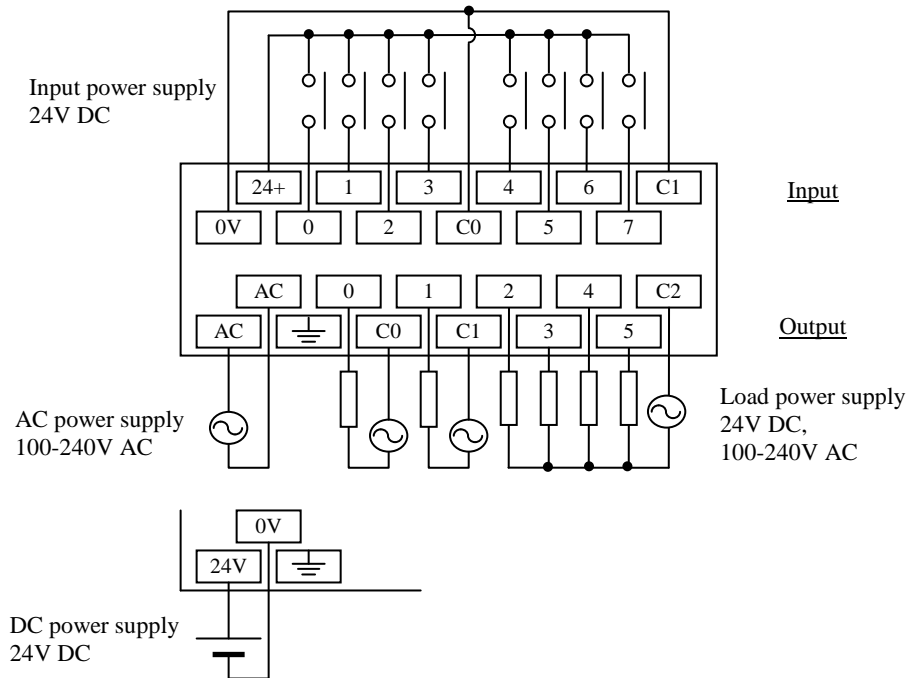 Input power supply
24V DC
24+ 1 3 4 6 C1
Input
0V 0 2 C0 5 7
AC 0 1 2 4 C2
AC C0 C1 3 5
Output
AC power supply
100-240V AC
Load power supply
24V DC,
100-240V AC
0V
24V
DC power supply
24V DC